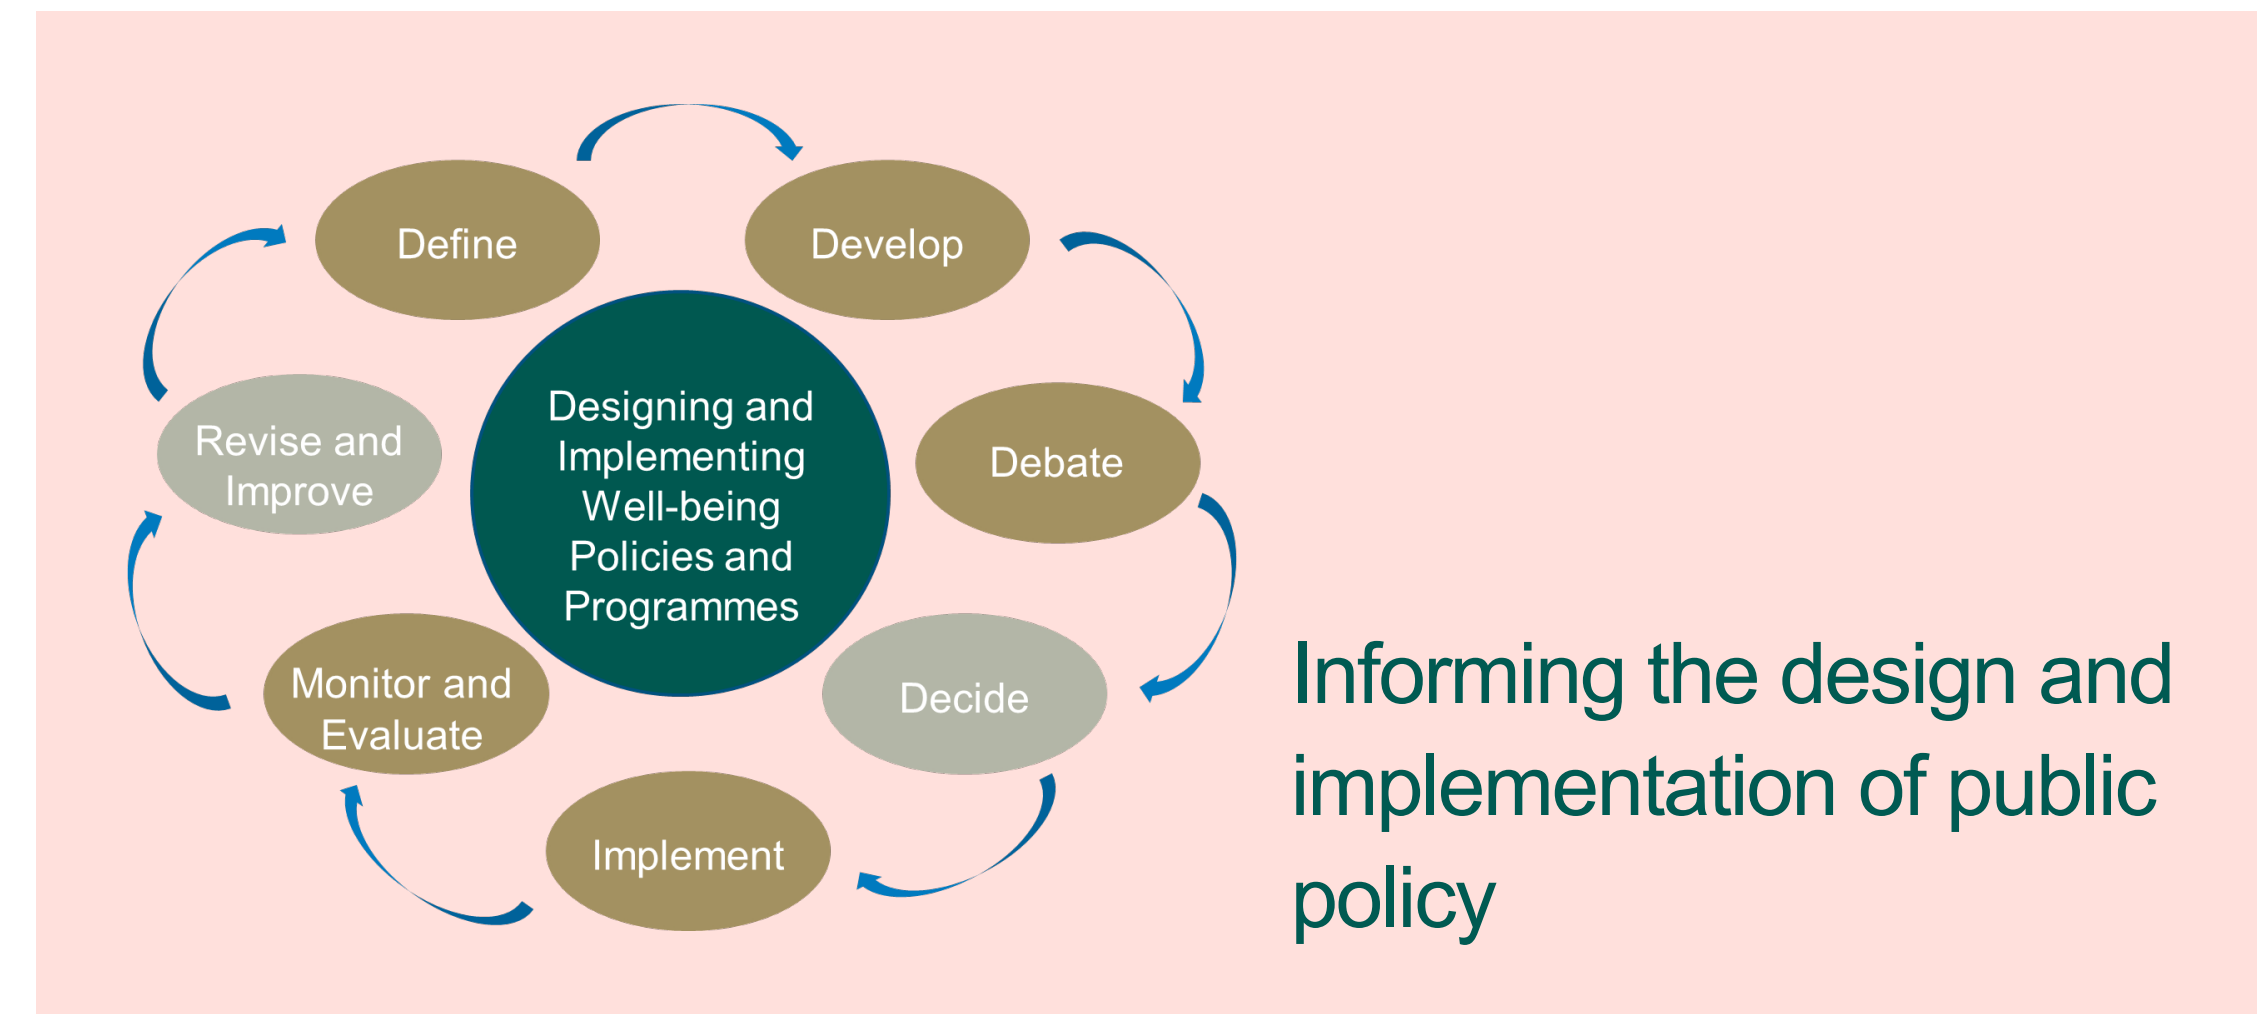 Define
Develop
Debate
Decide
Implement
Monitor and
Evaluate
Revise and
Improve
Designing and
Implementing
Well-being
Policies and
Programmes
Informing the design and
implementation of public
policy